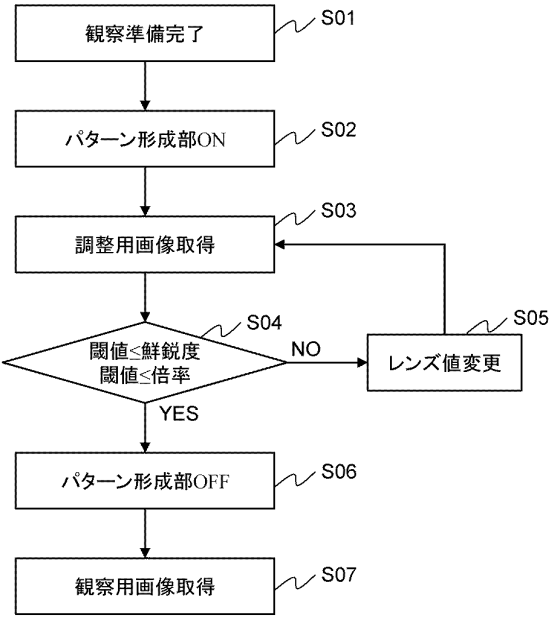 観察準備完了
S01
パターン形成部ON
S02
調整用画像取得
S03
閾値≤鮮鋭度
閾値≤倍率
S04
NO
レンズ値変更
S05
YES
パターン形成部OFF
S06
観察用画像取得
S07